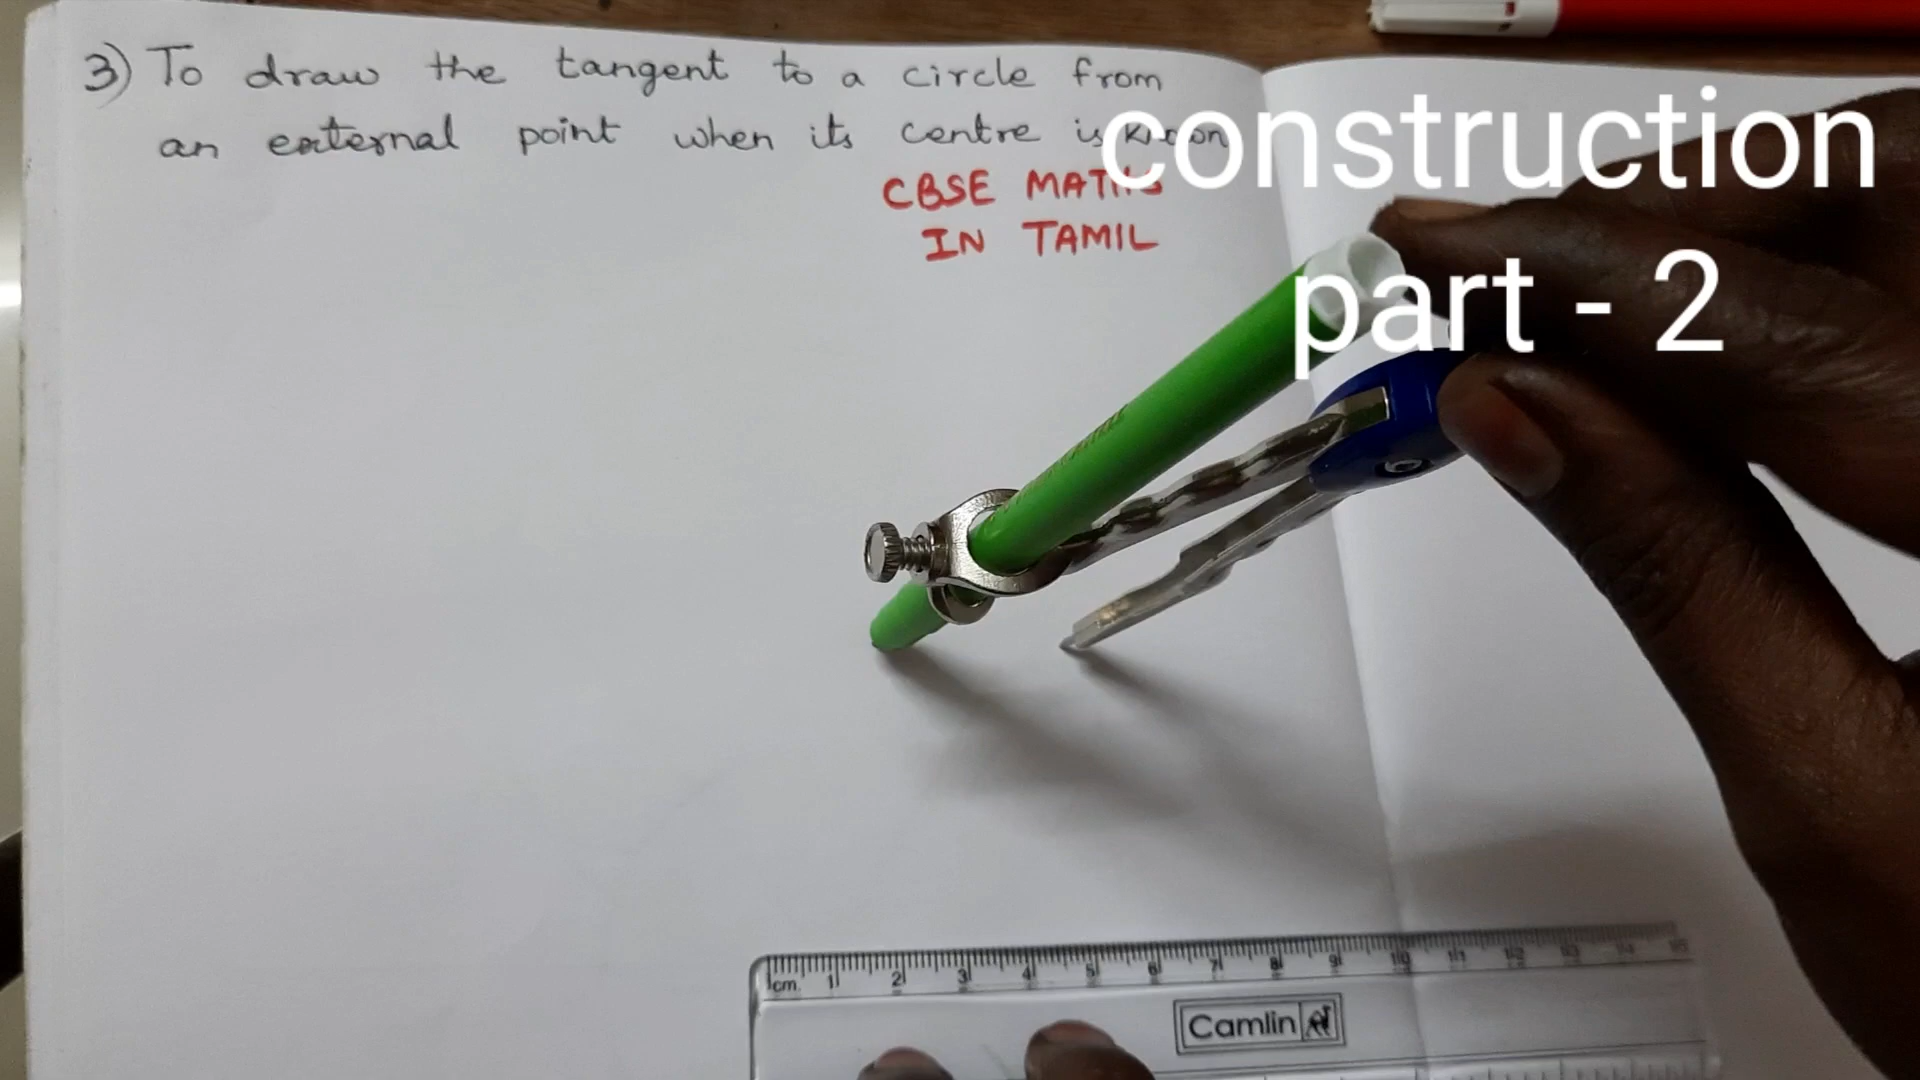 3) To draw the tangent to a circle from
an external point when its centre is known
CBSE MATHS
IN TAMIL
construction
part - 2
cm 1 2 3 4 5 6 7 8 9 10 11 12 13 14 15
Camlin